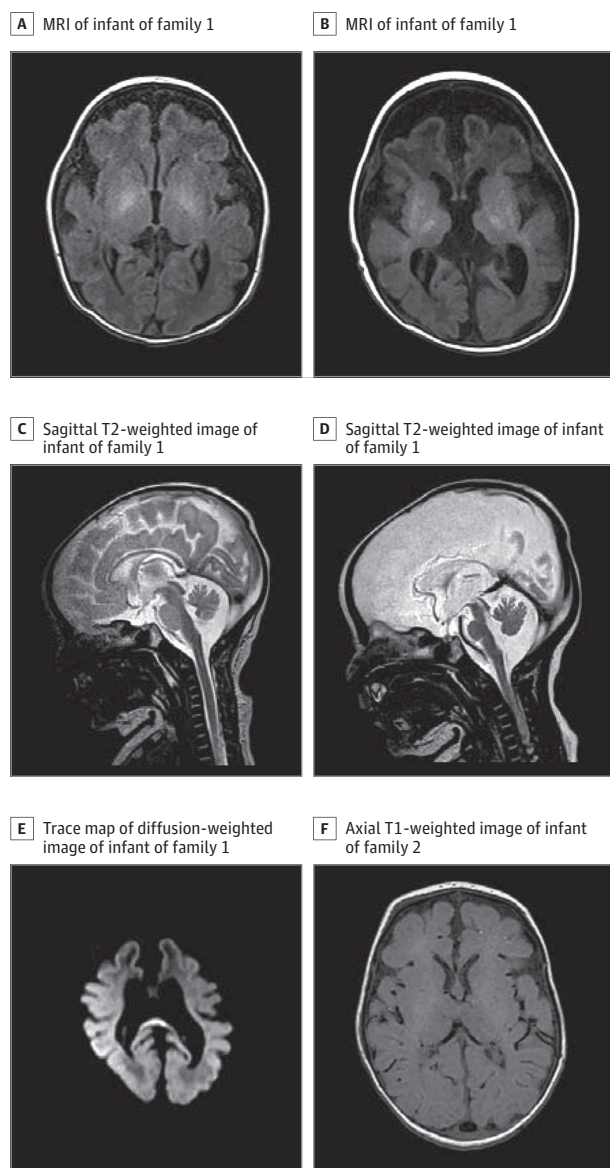 A MRI of infant of family 1
B MRI of infant of family 1
C Sagittal T2-weighted image of
infant of family 1
D Sagittal T2-weighted image of infant
of family 1
E Trace map of diffusion-weighted
image of infant of family 1
F Axial T1-weighted image of infant
of family 2